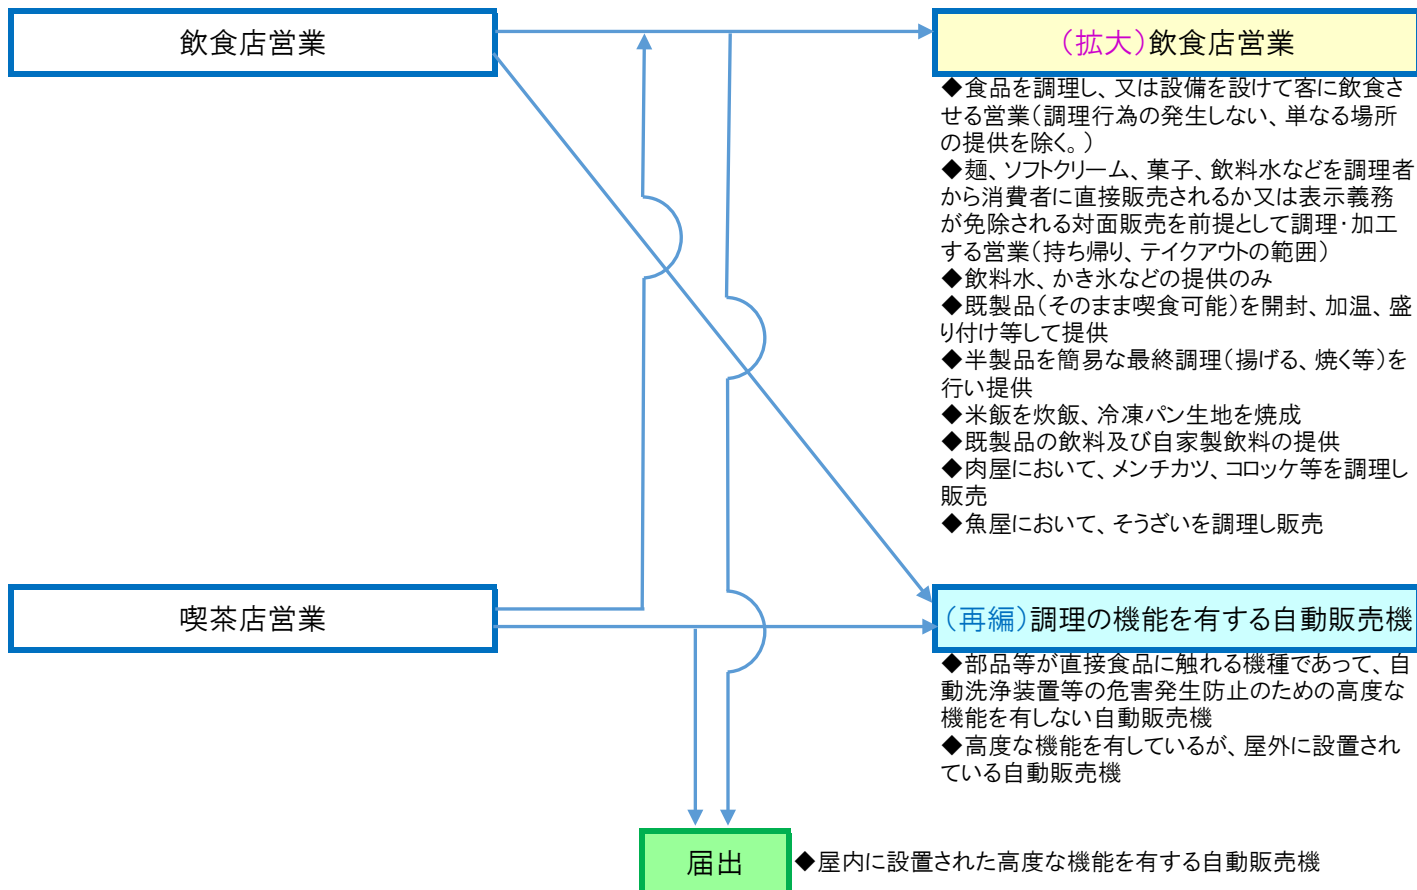 飲食店営業
(拡大)飲食店営業
◆食品を調理し、又は設備を設けて客に飲食さ
せる営業(調理行為の発生しない、単なる場所
の提供を除く。)
◆麺、ソフトクリーム、菓子、飲料水などを調理者
から消費者に直接販売されるか又は表示義務
が免除される対面販売を前提として調理・加工
する営業(持ち帰り、テイクアウトの範囲)
◆飲料水、かき氷などの提供のみ
◆既製品(そのまま喫食可能)を開封、加温、盛
り付け等して提供
◆半製品を簡易な最終調理(揚げる、焼く等)を
行い提供
◆米飯を炊飯、冷凍パン生地を焼成
◆既製品の飲料及び自家製飲料の提供
◆肉屋において、メンチカツ、コロッケ等を調理し
販売
◆魚屋において、そうざいを調理し販売
喫茶店営業
(再編)調理の機能を有する自動販売機
◆部品等が直接食品に触れる機種であって、自
動洗浄装置等の危害発生防止のための高度な
機能を有しない自動販売機
◆高度な機能を有しているが、屋外に設置され
ている自動販売機
届出
◆屋内に設置された高度な機能を有する自動販売機